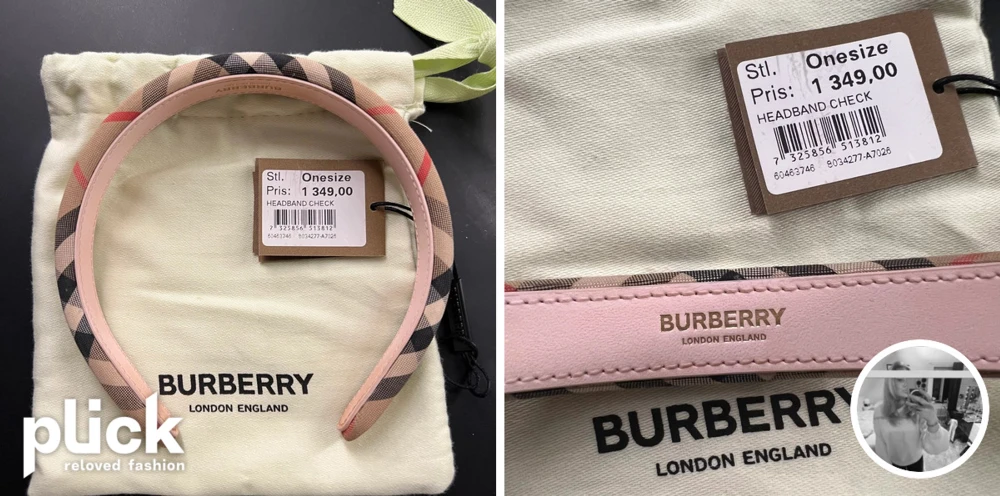 BURBERRY
Stl. Onesize
Pris: 1 349,00
HEADBAND CHECK
7 325856 513812
60463746 8034277-A7026
BURBERRY
LONDON ENGLAND
plick
reloved fashion
Stl. Onesize
Pris: 1 349,00
HEADBAND CHECK
7 325856 513812
60463746 8034277-A7026
BURBERRY
LONDON ENGLAND
BURBERRY
LONDON ENGLAND